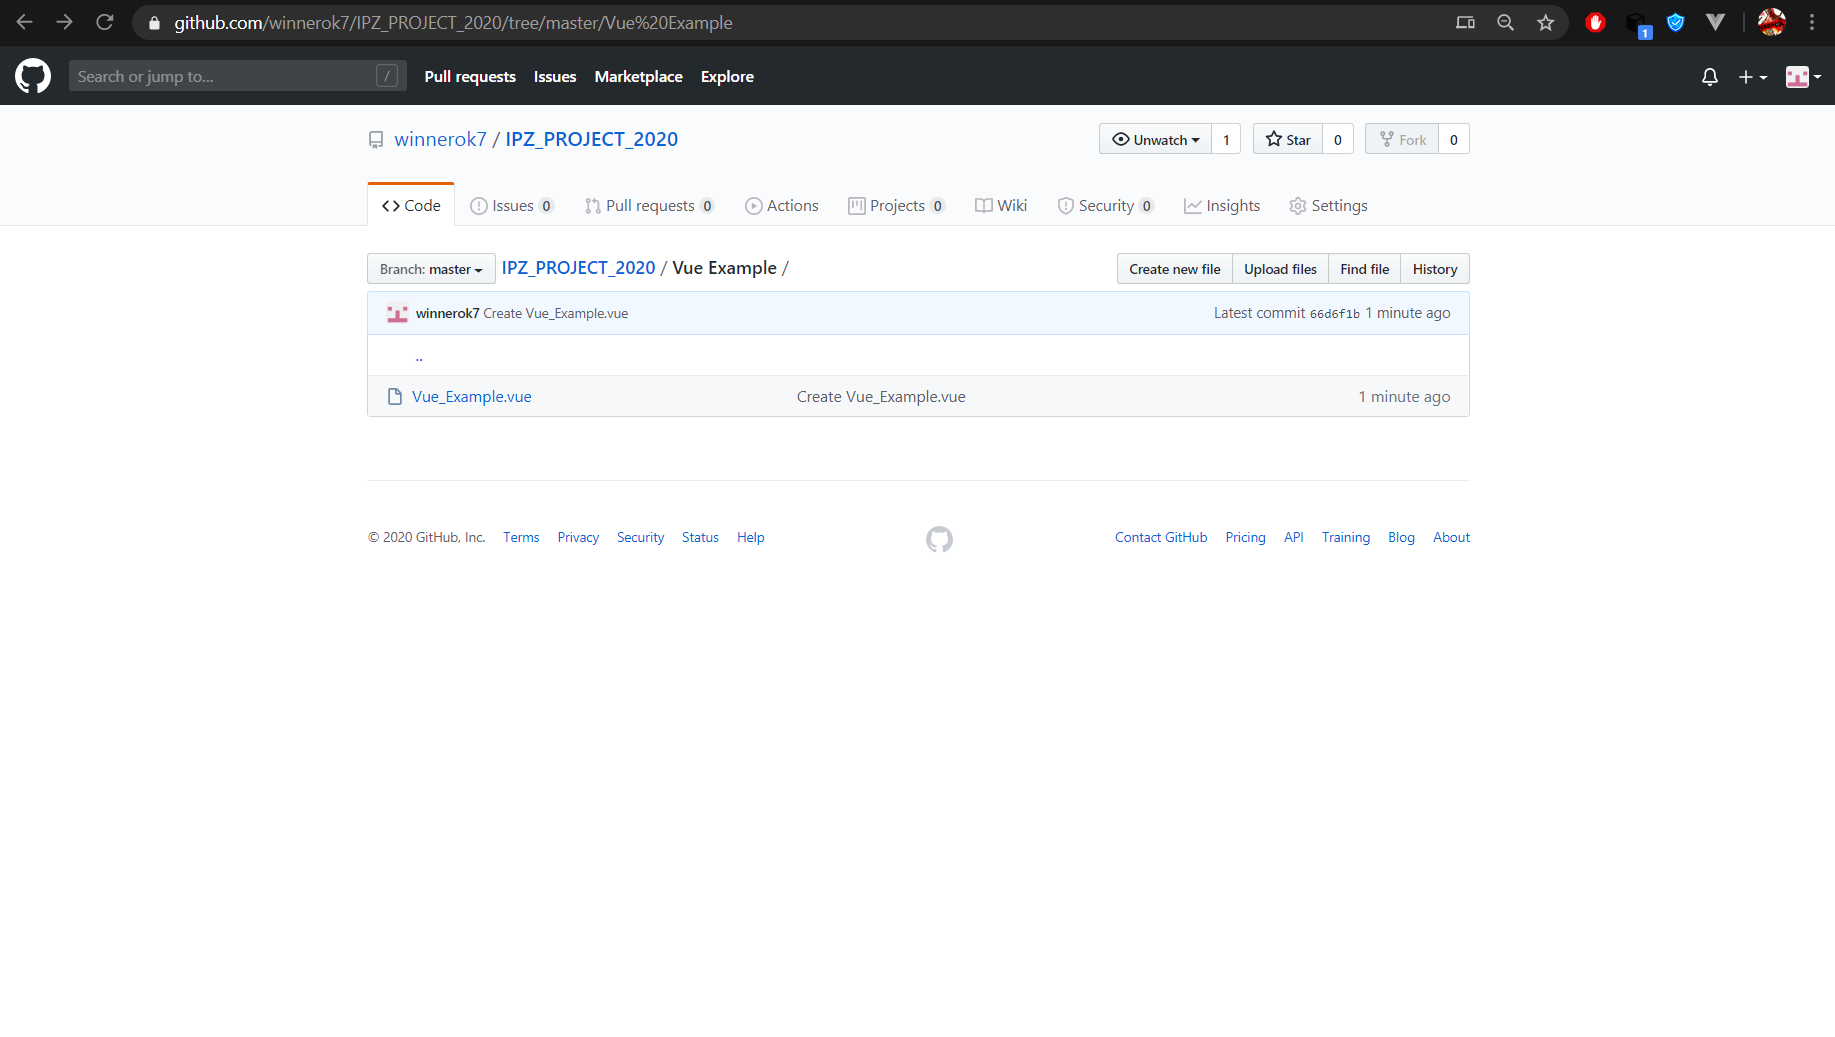 github.com/winnerok7/IPZ_PROJECT_2020/tree/master/Vue%20Example
1
Search or jump to... / Pull requests Issues Marketplace Explore
winnerok7 / IPZ_PROJECT_2020 Unwatch 1 Star 0 Fork 0
Code Issues 0 Pull requests 0 Actions Projects 0 Wiki Security 0 Insights Settings
Branch: master IPZ_PROJECT_2020 / Vue Example / Create new file Upload files Find file History
winnerok7 Create Vue_Example.vue Latest commit 66d6f1b 1 minute ago
..
Vue_Example.vue Create Vue_Example.vue 1 minute ago
© 2020 GitHub, Inc. Terms Privacy Security Status Help Contact GitHub Pricing API Training Blog About